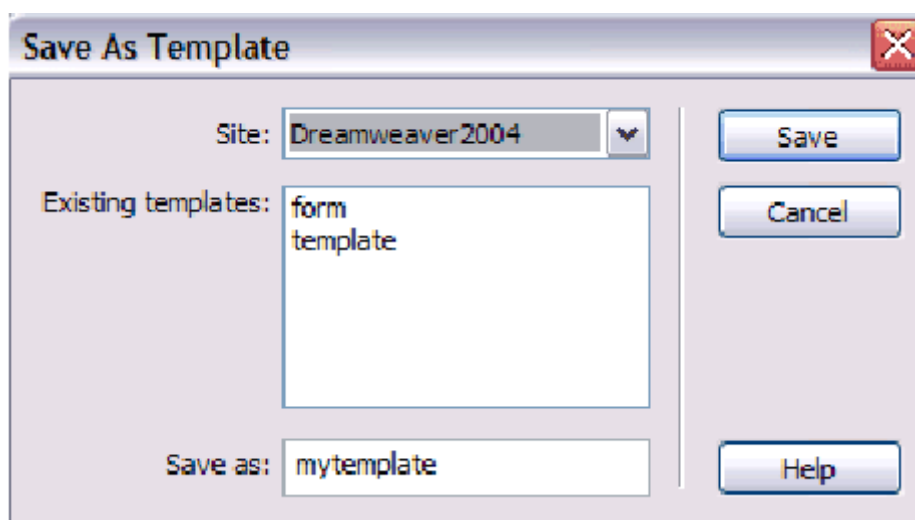 Save As Template
Site: Dreamweaver2004 Save
Existing templates: form Cancel
template
Save as: mytemplate Help